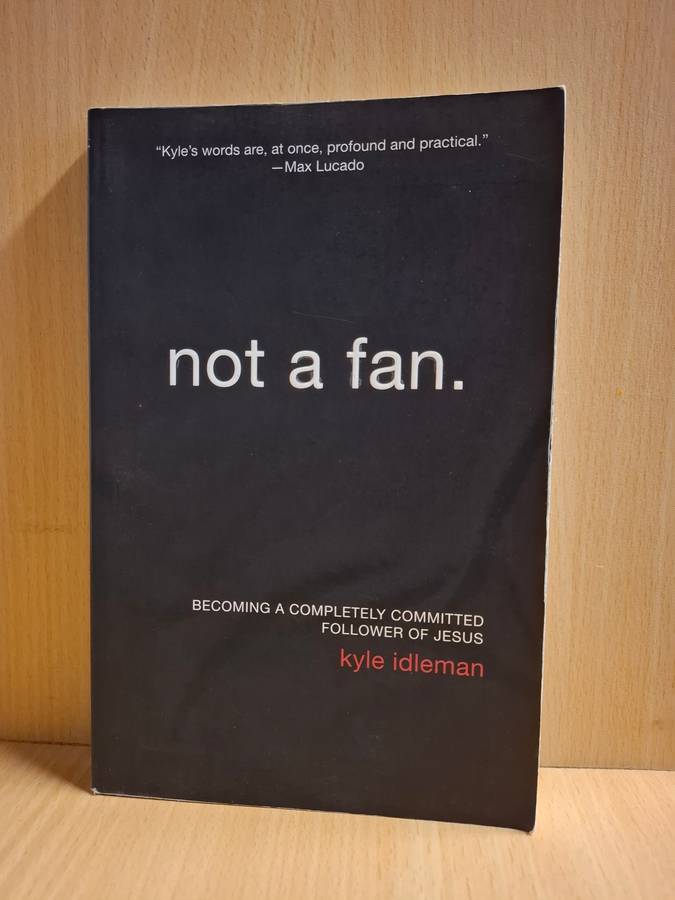 “Kyle’s words are, at once, profound and practical.”
—Max Lucado
not a fan.
BECOMING A COMPLETELY COMMITTED
FOLLOWER OF JESUS
kyle idleman